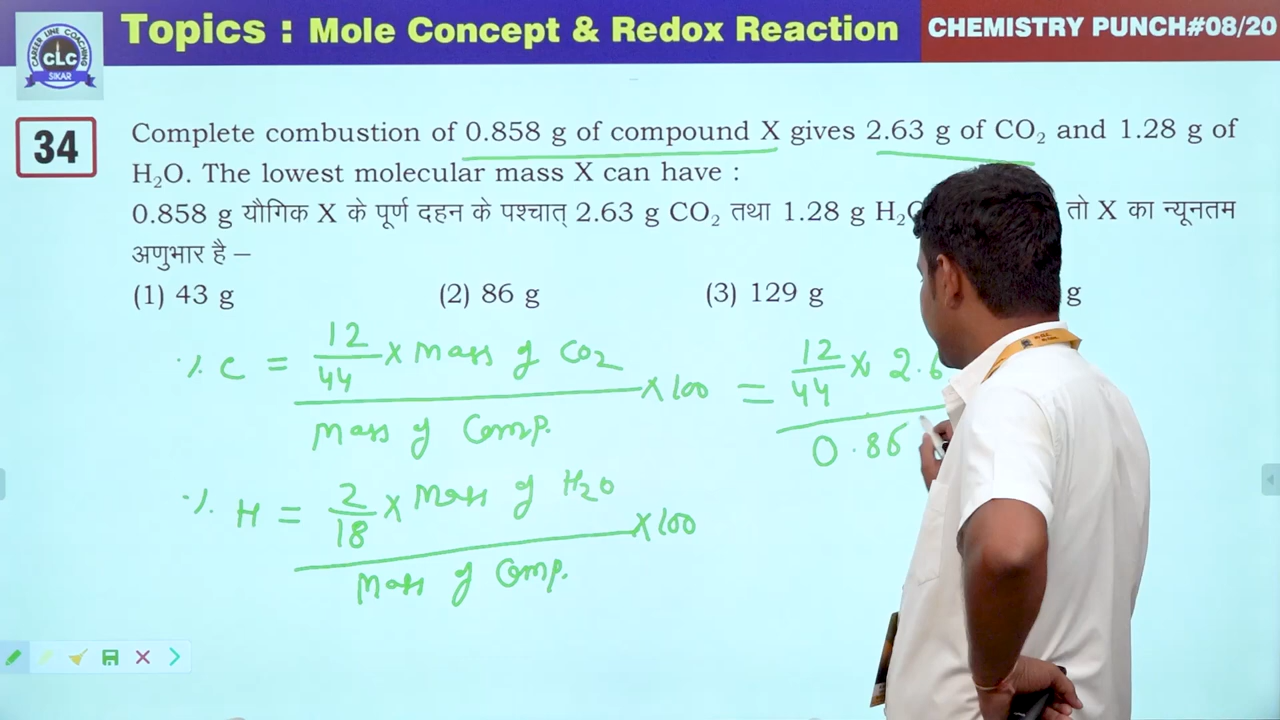 Topics : Mole Concept & Redox Reaction
CHEMISTRY PUNCH#08/20
CAREER LINE COACHING
CLC
SIKAR
34
Complete combustion of 0.858 g of compound X gives 2.63 g of CO₂ and 1.28 g of
H₂O. The lowest molecular mass X can have :
0.858 g यौगिक X के पूर्ण दहन के पश्चात् 2.63 g CO₂ तथा 1.28 g H₂O तो X का न्यूनतम
अणुभार है –
(1) 43 g (2) 86 g (3) 129 g g
% C = 12/44 x Mass of CO2 / Mass of Comp. x 100 = 12/44 x 2.6 / 0.86
% H = 2/18 x Mass of H2O / Mass of Comp. x 100